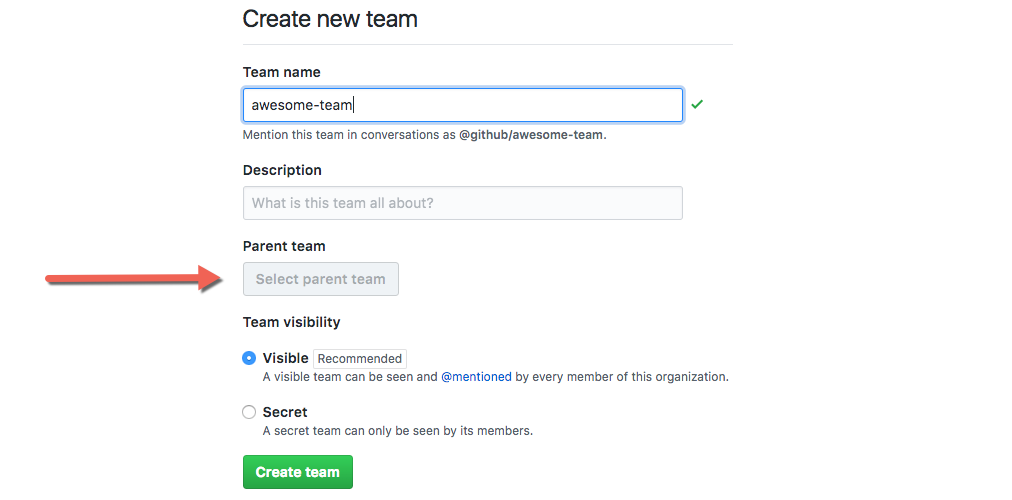 Create new team
Team name
awesome-team
Mention this team in conversations as @github/awesome-team.
Description
What is this team all about?
Parent team
Select parent team
Team visibility
Visible Recommended
A visible team can be seen and @mentioned by every member of this organization.
Secret
A secret team can only be seen by its members.
Create team